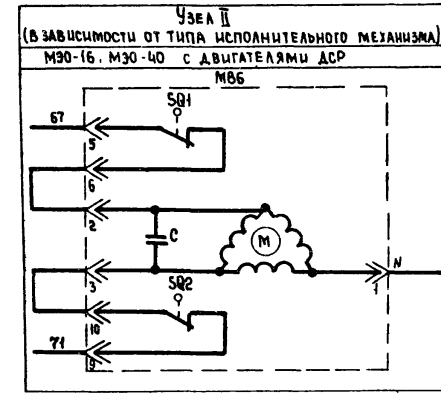 Узел II
(В зависимости от типа исполнительного механизма)
МЭО-16. МЭО-40 с двигателями ДСР
МВ6
67
SQ1
5
6
2
C
М
N
3
1
SQ2
10
71
9